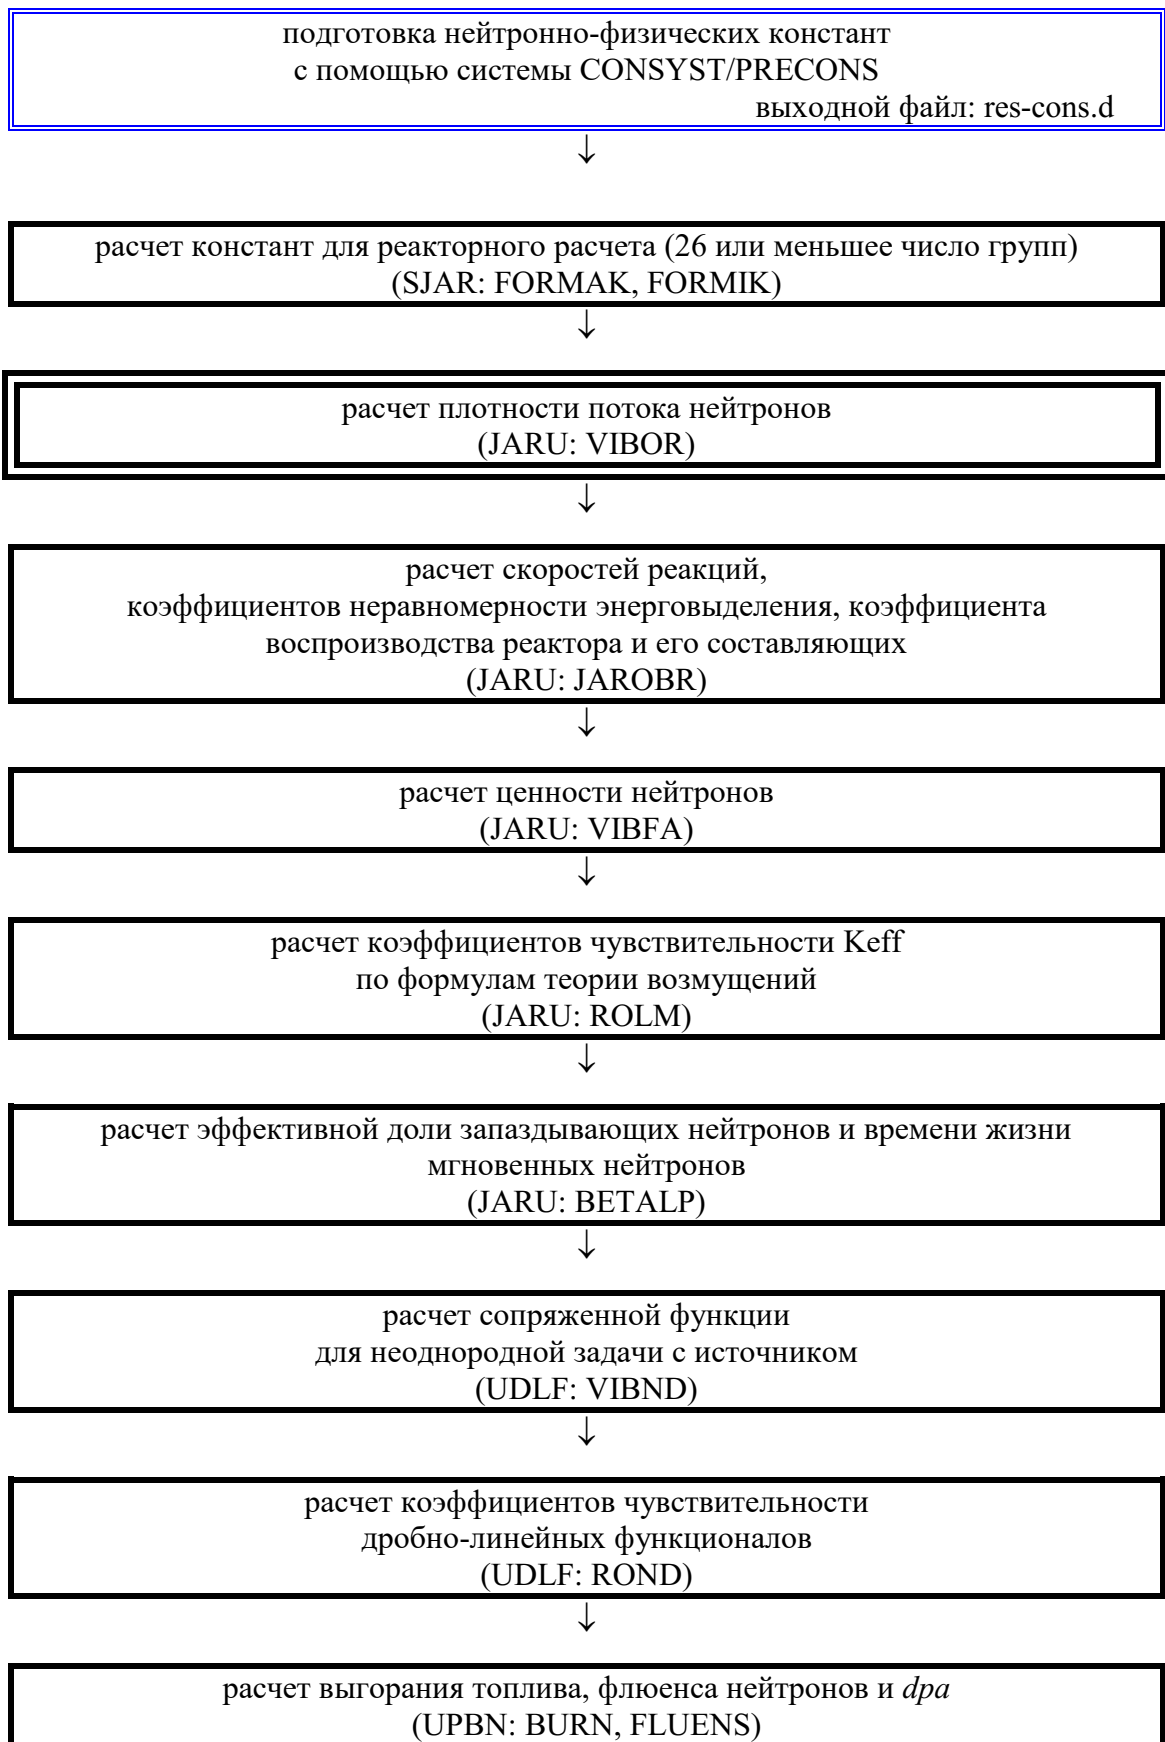 подготовка нейтронно-физических констант
с помощью системы CONSYST/PRECONS
выходной файл: res-cons.d
↓
расчет констант для реакторного расчета (26 или меньшее число групп)
(SJAR: FORMAK, FORMIK)
↓
расчет плотности потока нейтронов
(JARU: VIBOR)
↓
расчет скоростей реакций,
коэффициентов неравномерности энерговыделения, коэффициента
воспроизводства реактора и его составляющих
(JARU: JAROBR)
↓
расчет ценности нейтронов
(JARU: VIBFA)
↓
расчет коэффициентов чувствительности Keff
по формулам теории возмущений
(JARU: ROLM)
↓
расчет эффективной доли запаздывающих нейтронов и времени жизни
мгновенных нейтронов
(JARU: BETALP)
↓
расчет сопряженной функции
для неоднородной задачи с источником
(UDLF: VIBND)
↓
расчет коэффициентов чувствительности
дробно-линейных функционалов
(UDLF: ROND)
↓
расчет выгорания топлива, флюенса нейтронов и dpa
(UPBN: BURN, FLUENS)